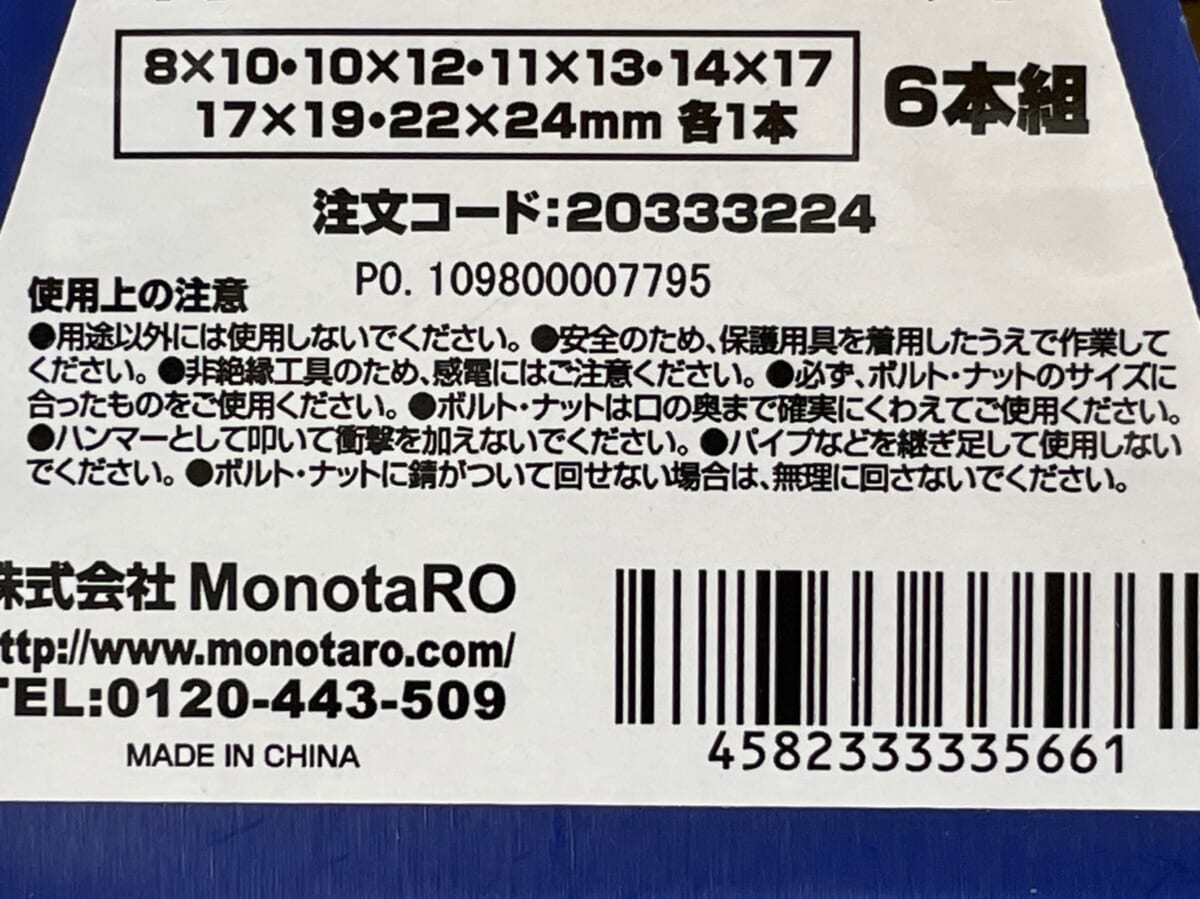 8×10・10×12・11×13・14×17
17×19・22×24mm 各1本
6本組
注文コード:20333224
PO. 109800007795
使用上の注意
●用途以外には使用しないでください。●安全のため、保護用具を着用したうえで作業して
ください。●非絶縁工具のため、感電にはご注意ください。●必ず、ボルト・ナットのサイズに
合ったものをご使用ください。●ボルト・ナットは口の奥まで確実にくわえてご使用ください。
●ハンマーとして叩いて衝撃を加えないでください。●パイプなどを継ぎ足して使用しない
でください。●ボルト・ナットに錆がついて回せない場合は、無理に回さないでください。
株式会社 MonotaRO
ttp://www.monotaro.com/
TEL:0120-443-509
MADE IN CHINA
4582333335661